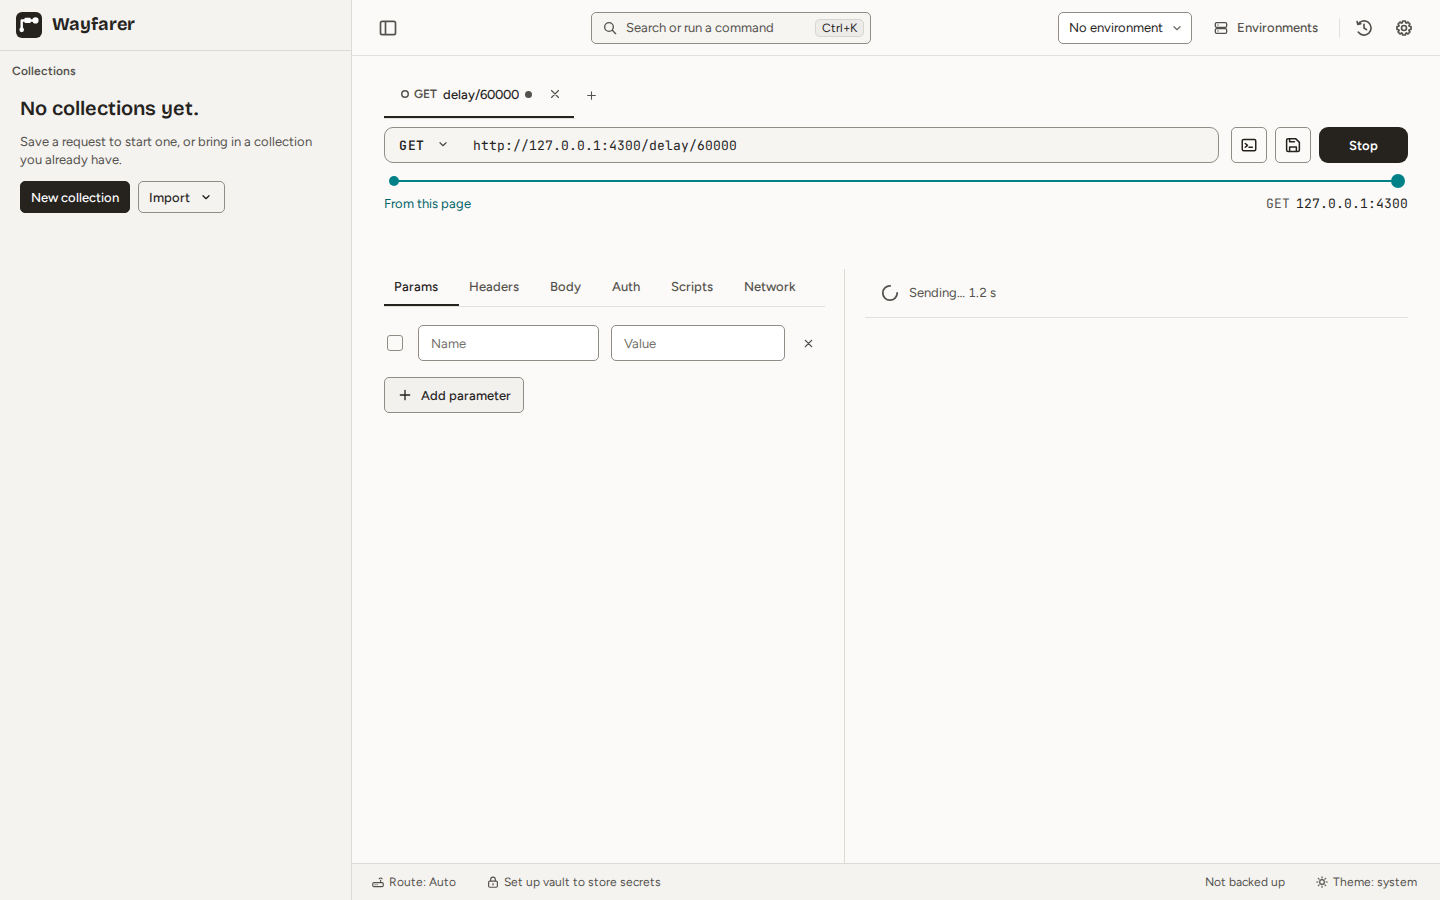 Wayfarer
Search or run a command
Ctrl+K
No environment
Environments
Collections
No collections yet.
Save a request to start one, or bring in a collection
you already have.
New collection
Import
GET delay/60000
GET
http://127.0.0.1:4300/delay/60000
Stop
From this page
GET 127.0.0.1:4300
Params
Headers
Body
Auth
Scripts
Network
Name
Value
Add parameter
Sending... 1.2 s
Route: Auto
Set up vault to store secrets
Not backed up
Theme: system